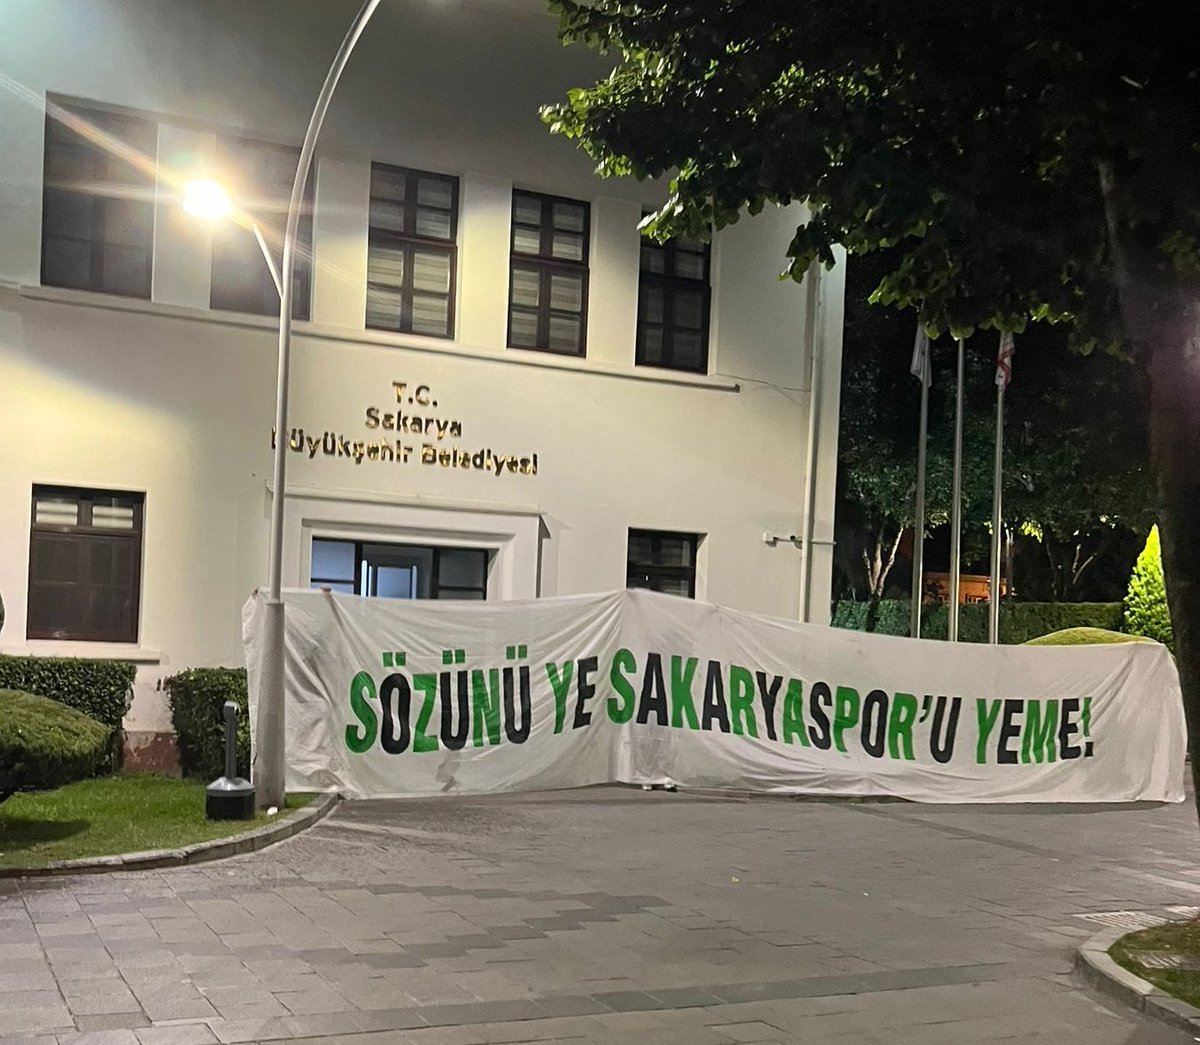 T.C.
Sakarya
Büyükşehir Belediyesi
SÖZÜNÜ YE SAKARYASPOR'U YEME!